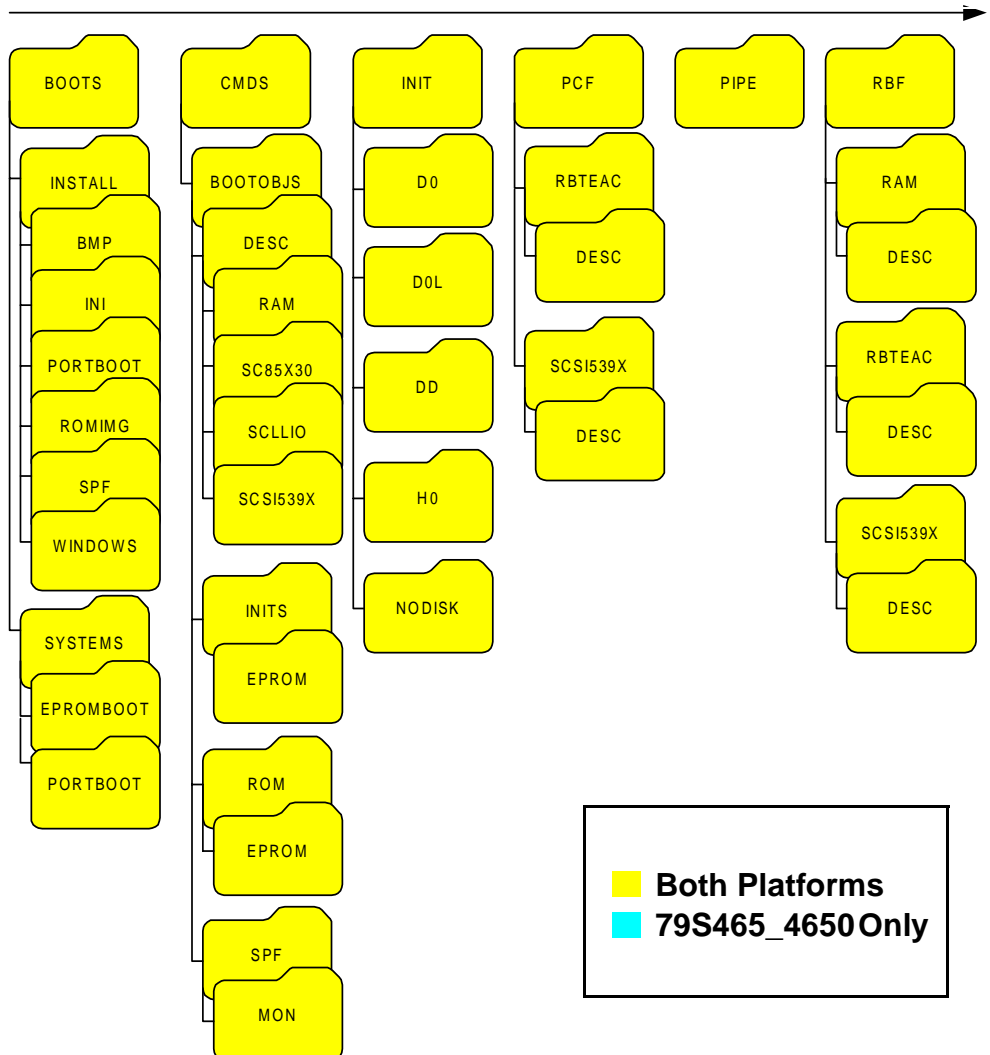 BOOTS
INSTALL
BMP
INI
PORTBOOT
ROMIMG
SPF
WINDOWS
SYSTEMS
EPROMBOOT
PORTBOOT
CMDS
BOOTOBJS
DESC
RAM
SC85X30
SCLLIO
SCSI539X
INITS
EPROM
ROM
EPROM
SPF
MON
INIT
D0
D0L
DD
H0
NODISK
PCF
RBTEAC
DESC
SCSI539X
DESC
PIPE
RBF
RAM
DESC
RBTEAC
DESC
SCSI539X
DESC
Both Platforms
79S465_4650 Only